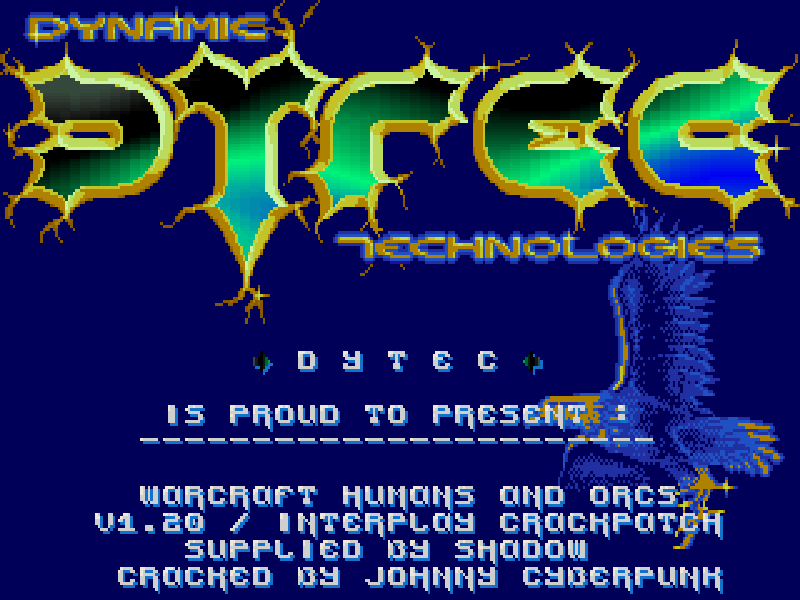 DYNAMIC
DYTEC
TECHNOLOGIES
D Y T E C
IS PROUD TO PRESENT :
-----------------------
WARCRAFT HUMANS AND ORCS
V1.20 / INTERPLAY CRACKPATCH
SUPPLIED BY SHADOW
CRACKED BY JOHNNY CYBERPUNK